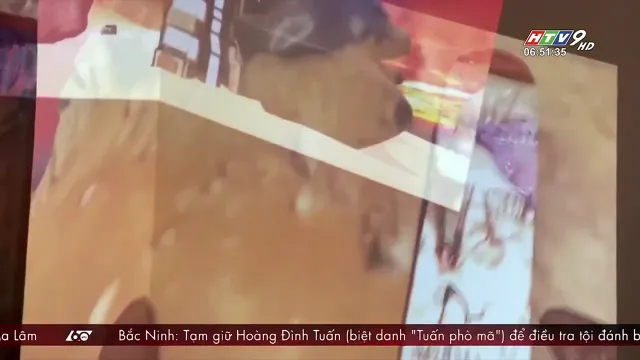 HTV9 HD
06:51:35
a Lâm 60 Bắc Ninh: Tạm giữ Hoàng Đình Tuấn (biệt danh "Tuấn phò mã") để điều tra tội đánh b